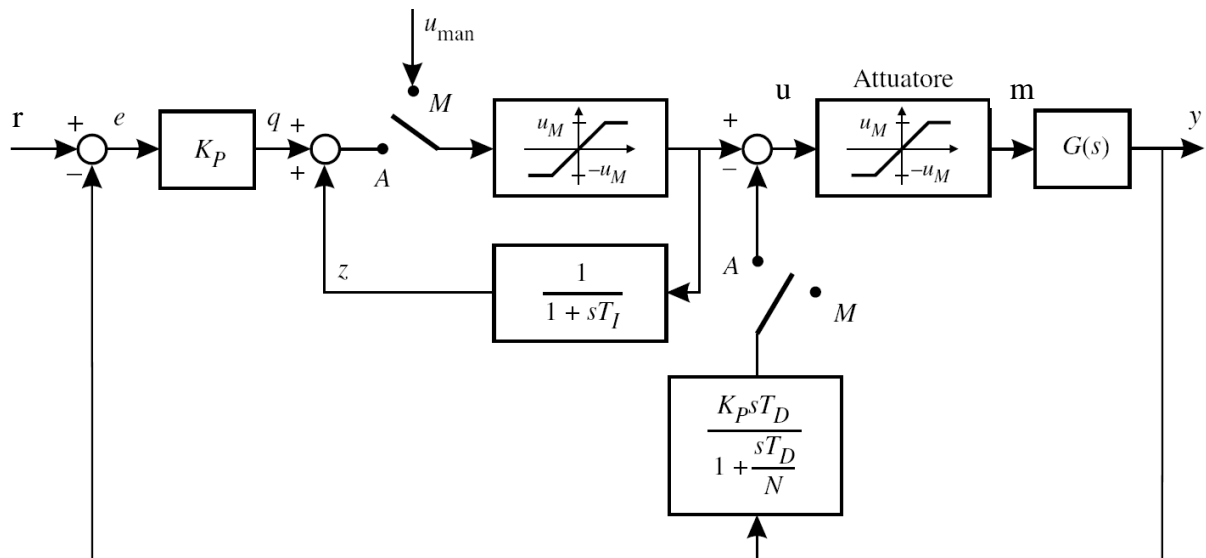 u_man
M
r
+
e
−
K_P
q
+
+
A
u_M
−u_M
+
−
u
Attuatore
u_M
−u_M
m
G(s)
y
z
1
1 + sT_I
A
M
K_P sT_D
1 + sT_D
N